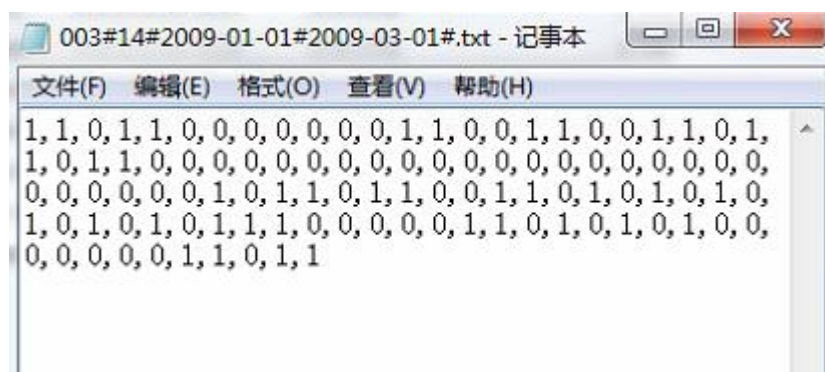 003#14#2009-01-01#2009-03-01#.txt - 记事本
文件(F) 编辑(E) 格式(O) 查看(V) 帮助(H)
1, 1, 0, 1, 1, 0, 0, 0, 0, 0, 0, 0, 0, 1, 1, 0, 0, 1, 1, 0, 0, 1, 1, 0, 1,
1, 0, 1, 1, 0, 0, 0, 0, 0, 0, 0, 0, 0, 0, 0, 0, 0, 0, 0, 0, 0, 0, 0, 0,
0, 0, 0, 0, 0, 0, 1, 0, 1, 1, 0, 1, 1, 0, 0, 1, 1, 0, 1, 0, 1, 0, 1, 0,
1, 0, 1, 0, 1, 0, 1, 1, 1, 0, 0, 0, 0, 0, 1, 1, 0, 1, 0, 1, 0, 1, 0, 0,
0, 0, 0, 0, 0, 1, 1, 0, 1, 1